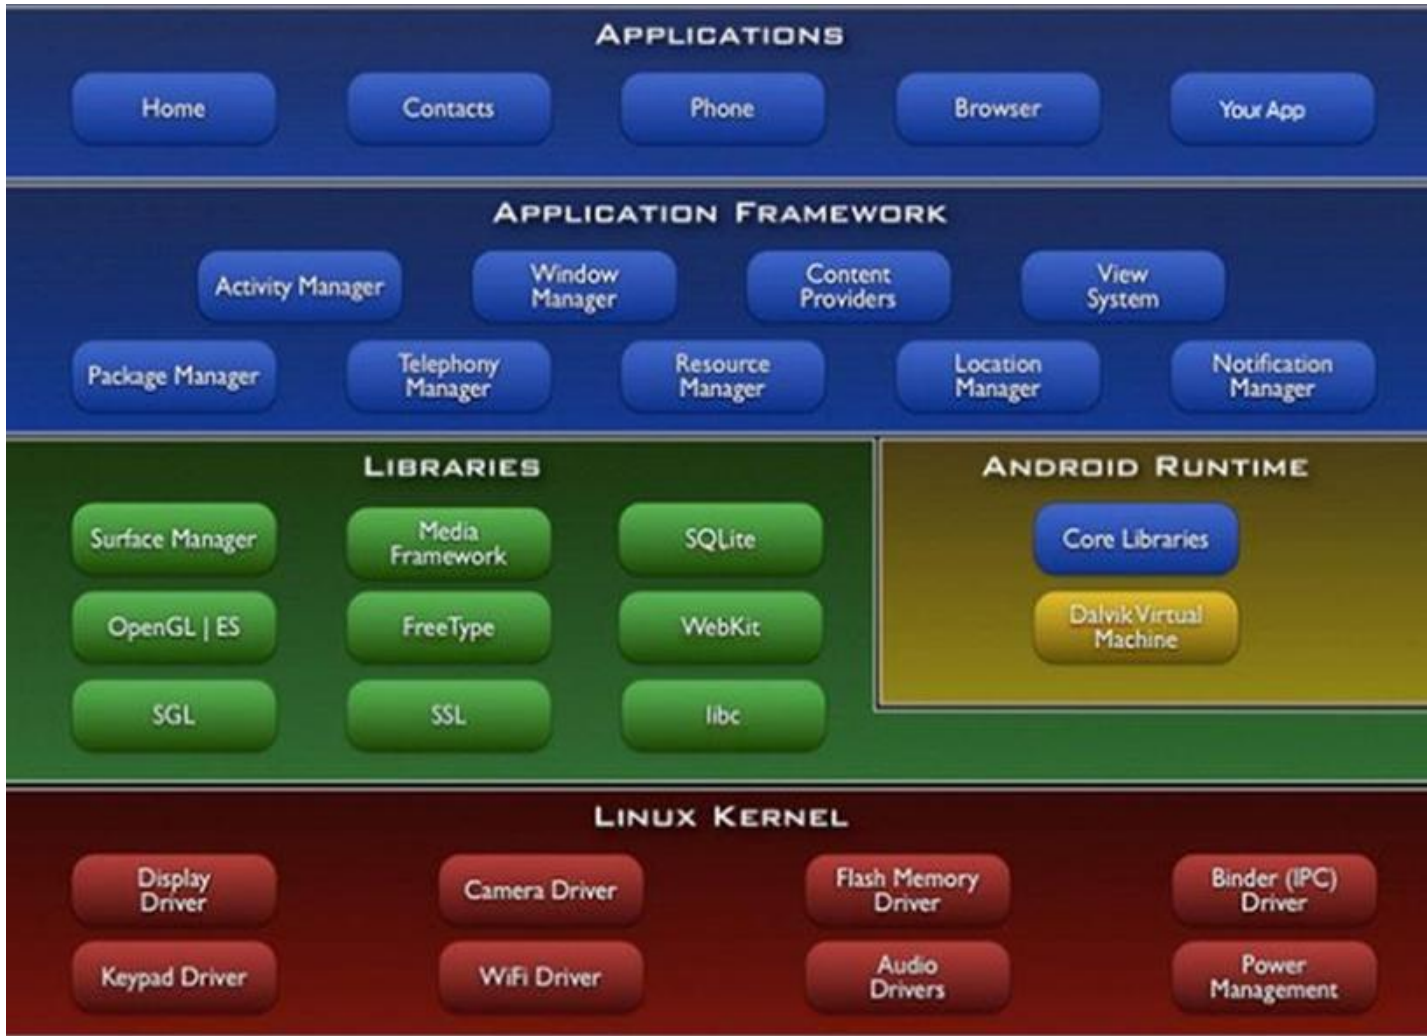 APPLICATIONS
Home
Contacts
Phone
Browser
Your App
APPLICATION FRAMEWORK
Activity Manager
Window
Manager
Content
Providers
View
System
Package Manager
Telephony
Manager
Resource
Manager
Location
Manager
Notification
Manager
LIBRARIES
Surface Manager
Media
Framework
SQLite
OpenGL | ES
FreeType
WebKit
SGL
SSL
libc
ANDROID RUNTIME
Core Libraries
Dalvik Virtual
Machine
LINUX KERNEL
Display
Driver
Camera Driver
Flash Memory
Driver
Binder (IPC)
Driver
Keypad Driver
WiFi Driver
Audio
Drivers
Power
Management